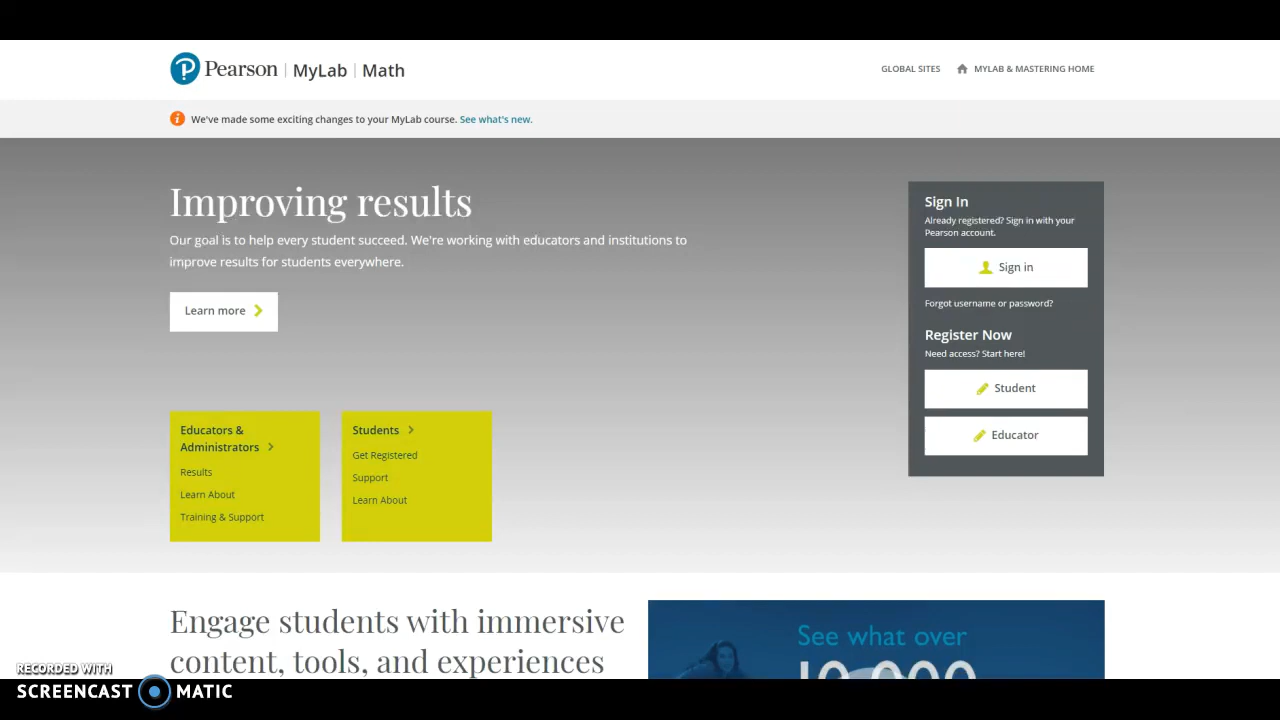 Pearson | MyLab | Math
GLOBAL SITES
MYLAB & MASTERING HOME
We've made some exciting changes to your MyLab course. See what's new.
Improving results
Our goal is to help every student succeed. We're working with educators and institutions to
improve results for students everywhere.
Learn more
Sign In
Already registered? Sign in with your
Pearson account.
Sign in
Forgot username or password?
Register Now
Need access? Start here!
Student
Educator
Educators &
Administrators
Results
Learn About
Training & Support
Students
Get Registered
Support
Learn About
Engage students with immersive
content, tools, and experiences
See what over
10,000
RECORDED WITH
SCREENCAST MATIC